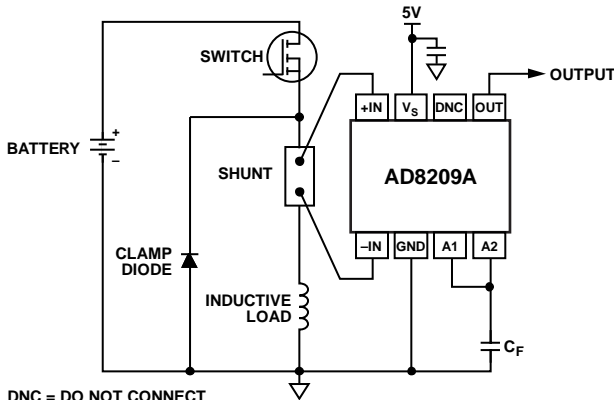 5V
SWITCH
OUTPUT
+IN
VS
DNC
OUT
BATTERY
+
−
SHUNT
AD8209A
−IN
GND
A1
A2
CLAMP
DIODE
INDUCTIVE
LOAD
CF
DNC = DO NOT CONNECT